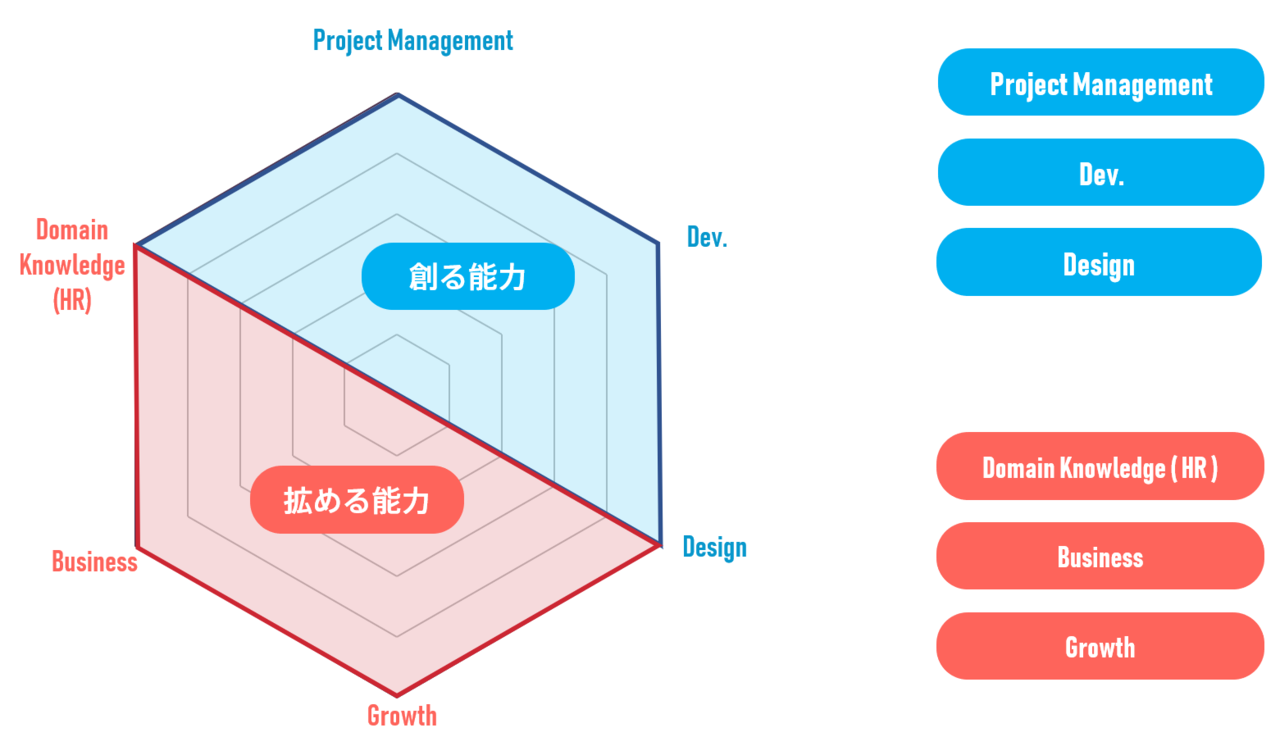 Project Management
Dev.
Design
Growth
Business
Domain
Knowledge
(HR)
創る能力
拡める能力
Project Management
Dev.
Design
Domain Knowledge ( HR )
Business
Growth